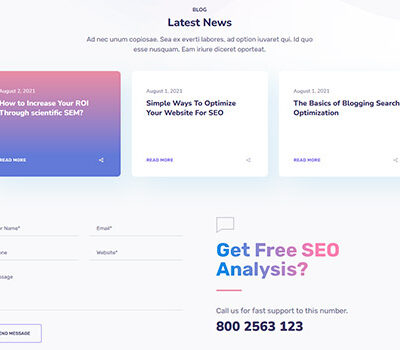 BLOG
Latest News
Ad nec unum copiosae. Sea ex everti labores, ad option iuvaret qui. Id quo
esse nusquam. Eam iriure diceret oporteat.
August 2, 2021
How to Increase Your ROI
Through scientific SEM?
READ MORE
August 1, 2021
Simple Ways To Optimize
Your Website For SEO
READ MORE
August 1, 2021
The Basics of Blogging Search
Optimization
READ MORE
Name*
Email*
Website*
MESSAGE
Get Free SEO
Analysis?
Call us for fast support to this number.
800 2563 123